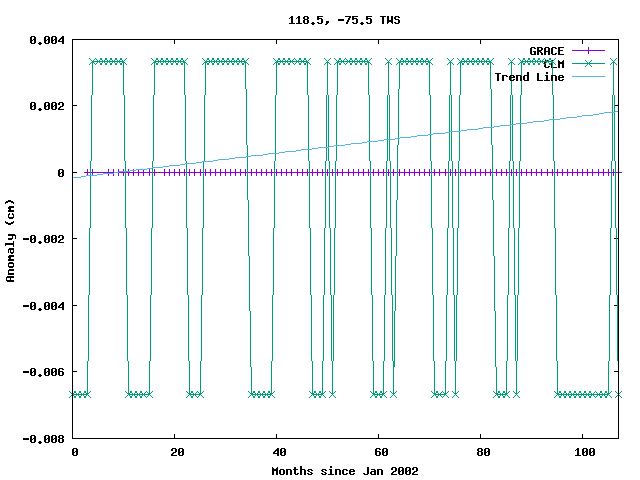 118.5, -75.5 TWS
GRACE
CLM
Trend Line
0.004
0.002
0
-0.002
-0.004
-0.006
-0.008
Anomaly (cm)
0 20 40 60 80 100
Months since Jan 2002